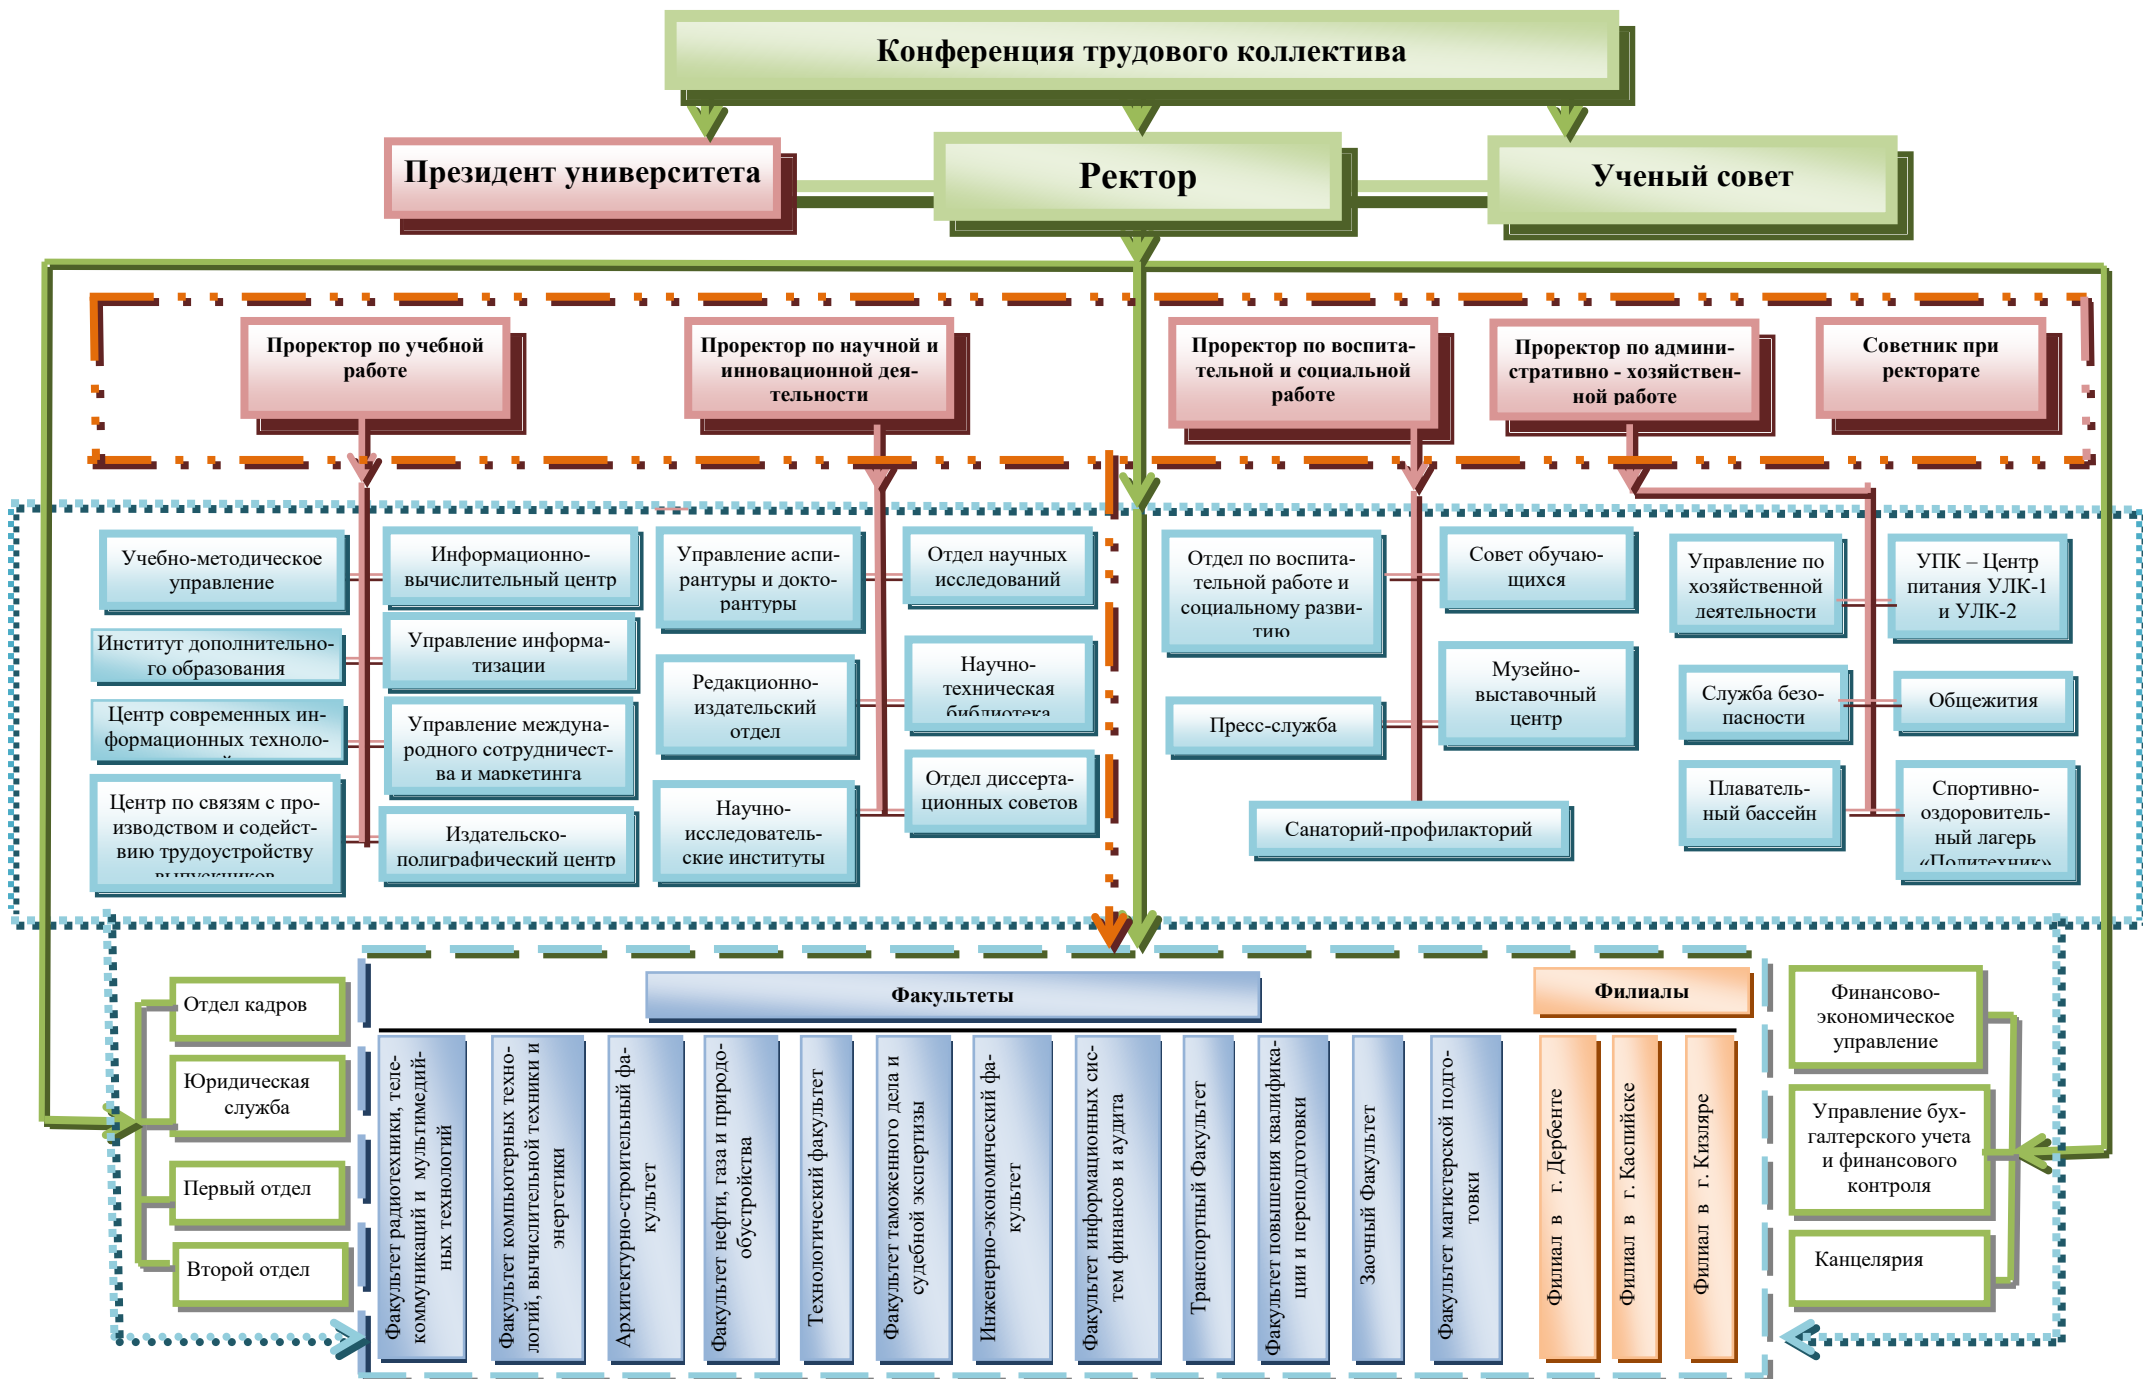 Конференция трудового коллектива
Президент университета
Ректор
Ученый совет
Проректор по учебной
работе
Проректор по научной и
инновационной дея-
тельности
Проректор по воспита-
тельной и социальной
работе
Проректор по админи-
стративно - хозяйствен-
ной работе
Советник при
ректорате
Учебно-методическое
управление
Информационно-
вычислительный центр
Институт дополнительно-
го образования
Управление информа-
тизации
Центр современных ин-
формационных техноло-
Управление междуна-
родного сотрудничест-
ва и маркетинга
Центр по связям с про-
изводством и содейст-
вию трудоустройству
выпускников
Издательско-
полиграфический центр
Управление аспи-
рантуры и докто-
рантуры
Отдел научных
исследований
Редакционно-
издательский
отдел
Научно-
техническая
библиотека
Научно-
исследователь-
ские институты
Отдел диссерта-
ционных советов
Отдел по воспита-
тельной работе и
социальному разви-
тию
Совет обучаю-
щихся
Пресс-служба
Музейно-
выставочный
центр
Санаторий-профилакторий
Управление по
хозяйственной
деятельности
УПК – Центр
питания УЛК-1
и УЛК-2
Служба безо-
пасности
Общежития
Плаватель-
ный бассейн
Спортивно-
оздоровитель-
ный лагерь
«Политехник»
Отдел кадров
Юридическая
служба
Первый отдел
Второй отдел
Факультеты
Филиалы
Факультет радиотехники, теле-
коммуникаций и мультимедий-
ных технологий
Факультет компьютерных техно-
логий, вычислительной техники и
энергетики
Архитектурно-строительный фа-
культет
Факультет нефти, газа и природо-
обустройства
Технологический факультет
Факультет таможенного дела и
судебной экспертизы
Инженерно-экономический фа-
культет
Факультет информационных сис-
тем финансов и аудита
Транспортный Факультет
Факультет повышения квалифика-
ции и переподготовки
Заочный Факультет
Факультет магистерской подго-
товки
Филиал в г. Дербенте
Филиал в г. Каспийске
Филиал в г. Кизляре
Финансово-
экономическое
управление
Управление бух-
галтерского учета
и финансового
контроля
Канцелярия